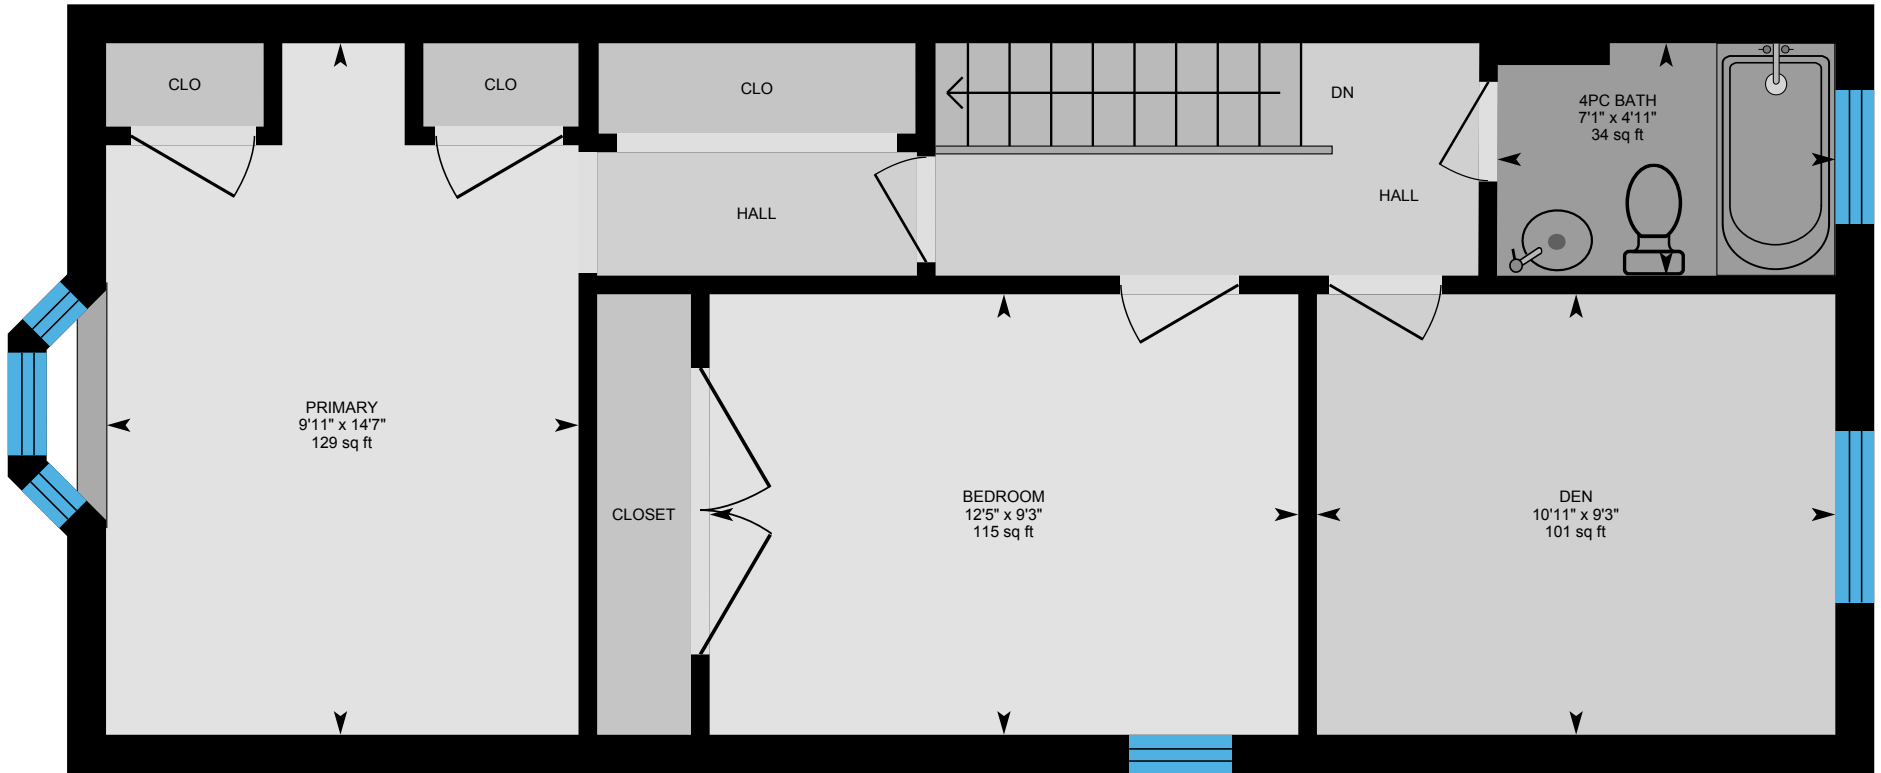 CLO
CLO
CLO
DN
4PC BATH
7'1" x 4'11"
34 sq ft
HALL
HALL
PRIMARY
9'11" x 14'7"
129 sq ft
CLOSET
BEDROOM
12'5" x 9'3"
115 sq ft
DEN
10'11" x 9'3"
101 sq ft